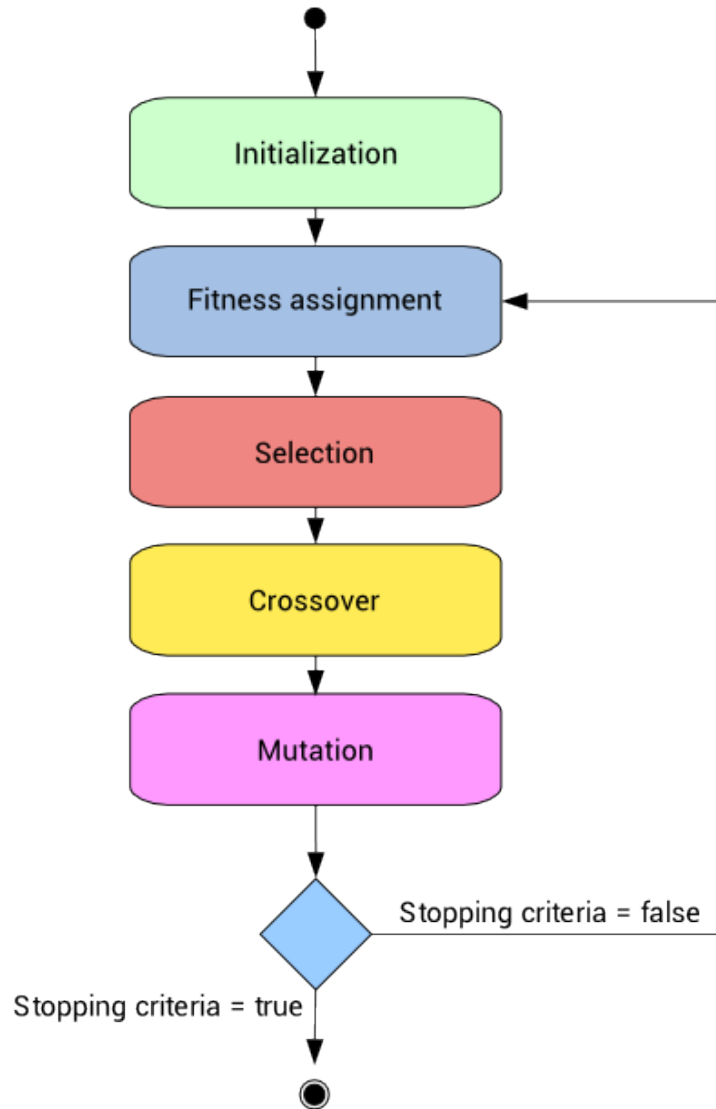 Initialization
Fitness assignment
Selection
Crossover
Mutation
Stopping criteria = false
Stopping criteria = true